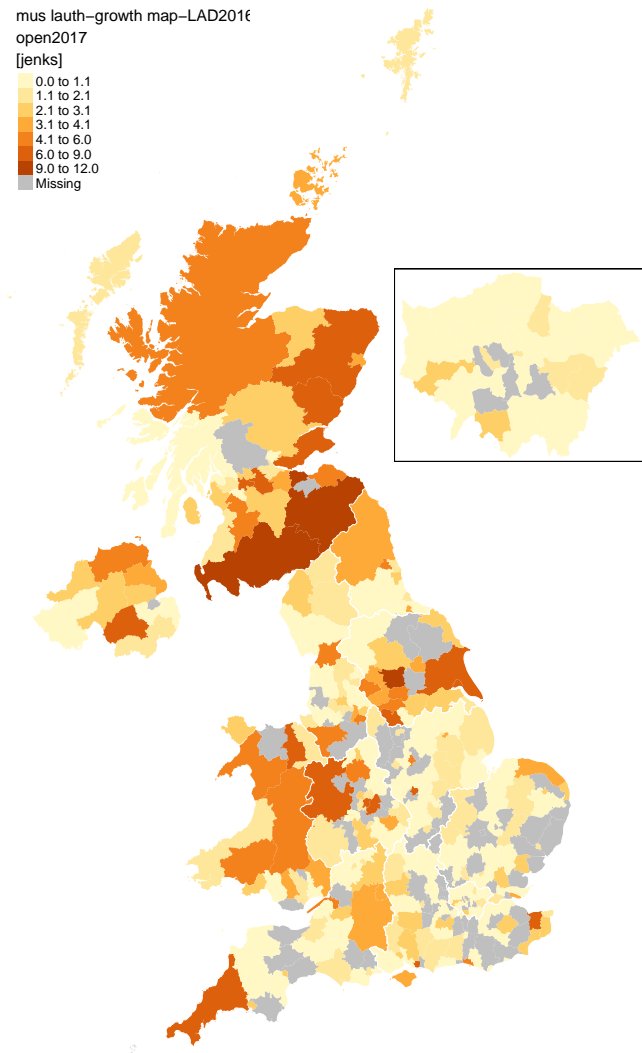 mus lauth−growth map−LAD2016
open2017
[jenks]
0.0 to 1.1
1.1 to 2.1
2.1 to 3.1
3.1 to 4.1
4.1 to 6.0
6.0 to 9.0
9.0 to 12.0
Missing